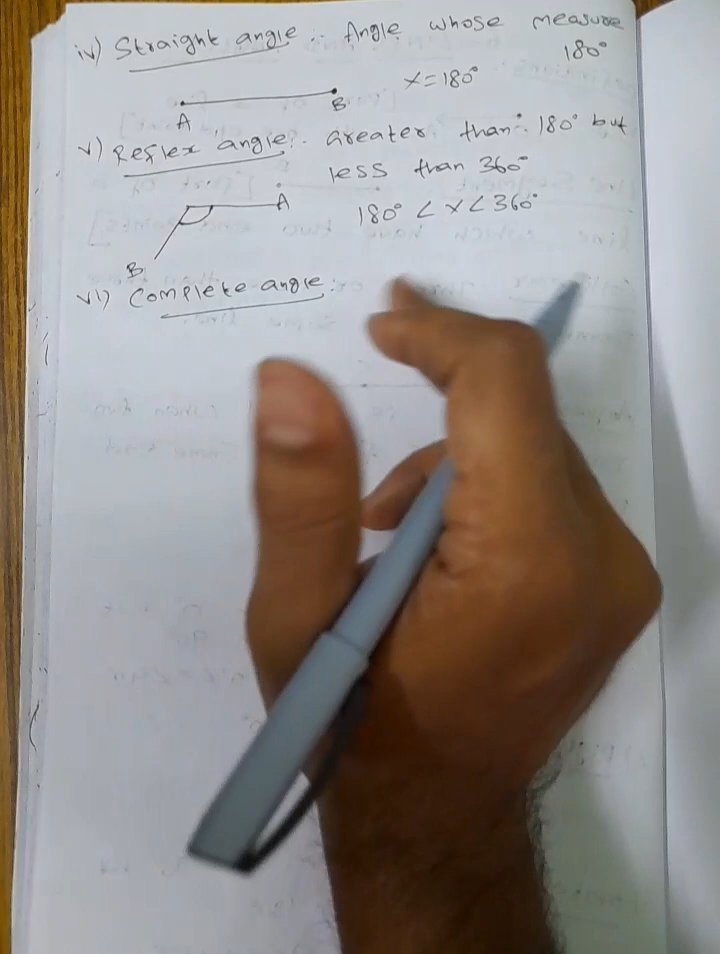 iv) Straight angle :. Angle whose measure
180°
x = 180°
A B
v) Reflex angle:. Greater than :. 180° but
less than 360°
A
180° < x < 360°
B
vi) Complete angle :